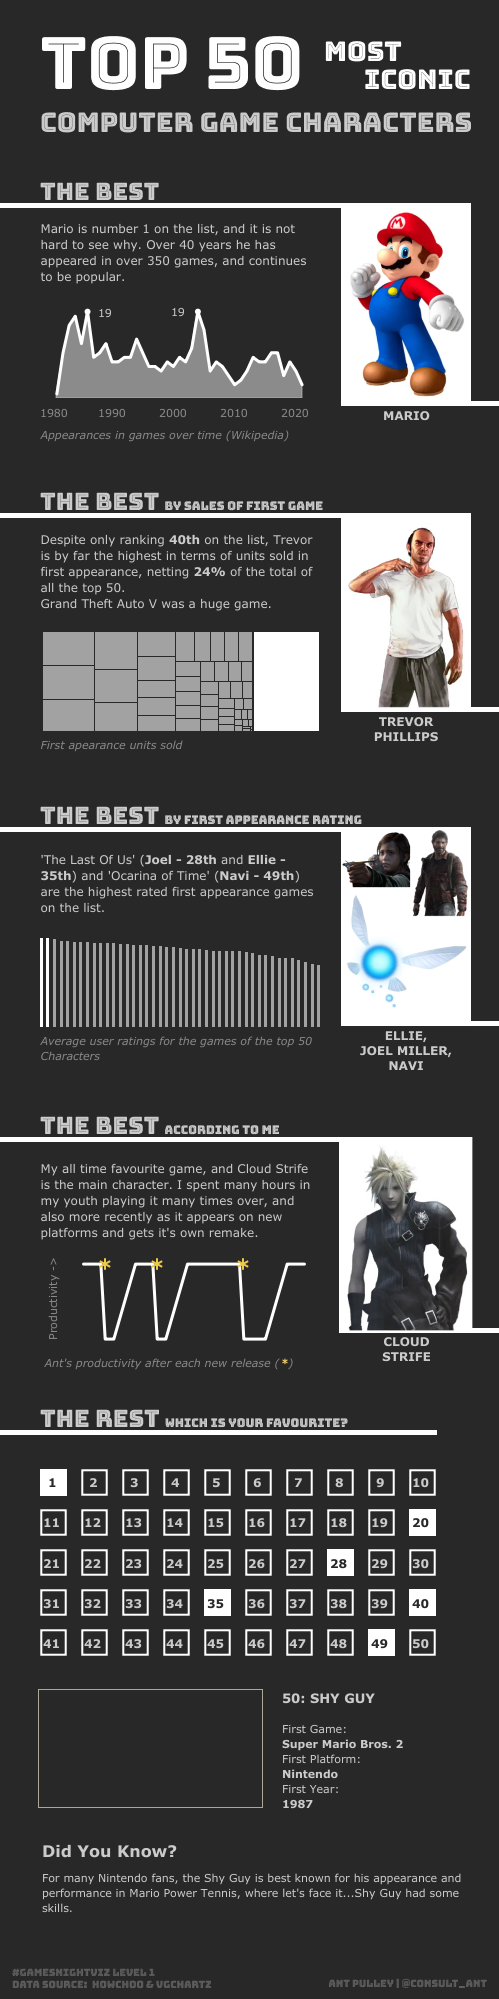 TOP 50 MOST
ICONIC
COMPUTER GAME CHARACTERS
THE BEST
Mario is number 1 on the list, and it is not
hard to see why. Over 40 years he has
appeared in over 350 games, and continues
to be popular.
19
19
1980 1990 2000 2010 2020
Appearances in games over time (Wikipedia)
M
MARIO
THE BEST BY SALES OF FIRST GAME
Despite only ranking 40th on the list, Trevor
is by far the highest in terms of units sold in
first appearance, netting 24% of the total of
all the top 50.
Grand Theft Auto V was a huge game.
First apearance units sold
TREVOR
PHILLIPS
THE BEST BY FIRST APPEARANCE RATING
'The Last Of Us' (Joel - 28th and Ellie -
35th) and 'Ocarina of Time' (Navi - 49th)
are the highest rated first appearance games
on the list.
Average user ratings for the games of the top 50
Characters
ELLIE,
JOEL MILLER,
NAVI
THE BEST ACCORDING TO ME
My all time favourite game, and Cloud Strife
is the main character. I spent many hours in
my youth playing it many times over, and
also more recently as it appears on new
platforms and gets it's own remake.
Productivity ->
* * *
Ant's productivity after each new release ( *)
CLOUD
STRIFE
THE REST WHICH IS YOUR FAVOURITE?
1 2 3 4 5 6 7 8 9 10
11 12 13 14 15 16 17 18 19 20
21 22 23 24 25 26 27 28 29 30
31 32 33 34 35 36 37 38 39 40
41 42 43 44 45 46 47 48 49 50
50: SHY GUY
First Game:
Super Mario Bros. 2
First Platform:
Nintendo
First Year:
1987
Did You Know?
For many Nintendo fans, the Shy Guy is best known for his appearance and
performance in Mario Power Tennis, where let's face it...Shy Guy had some
skills.
#GAMESNIGHTVIZ LEVEL 1
DATA SOURCE: HOWCHOO & VGCHARTZ
ANT PULLEY | @CONSULT_ANT